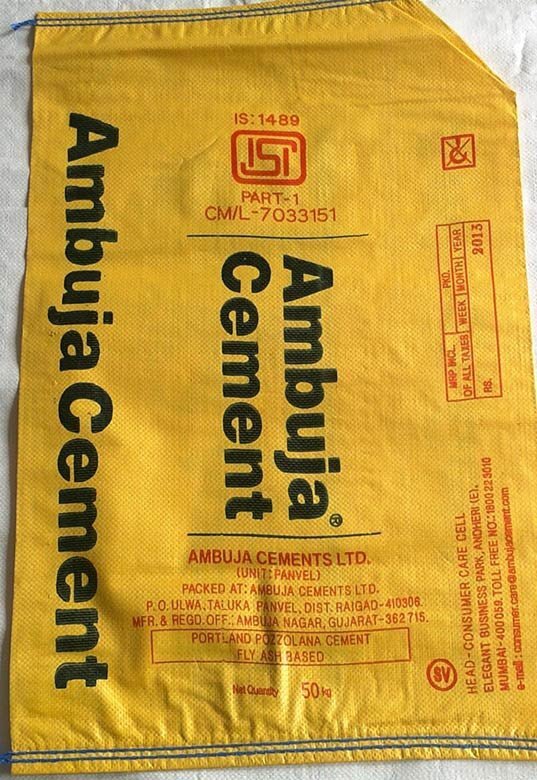 IS:1489
ISI
PART-1
CM/L-7033151
Ambuja Cement
Ambuja®
Cement
AMBUJA CEMENTS LTD.
(UNIT: PANVEL)
PACKED AT: AMBUJA CEMENTS LTD.
P.O.ULWA, TALUKA PANVEL, DIST. RAIGAD-410306.
MFR. & REGD.OFF.: AMBUJA NAGAR, GUJARAT-362715.
PORTLAND POZZOLANA CEMENT
FLY ASH BASED
Net Quantity 50 kg
MRP INCL. PKD.
OF ALL TAXES WEEK MONTH YEAR
RS. 2013
SV
HEAD-CONSUMER CARE CELL
ELEGANT BUSINESS PARK, ANDHERI (E),
MUMBAI-400 059. TOLL FREE NO.: 1800 22 3010
e-mail: consumer.care@ambujacement.com